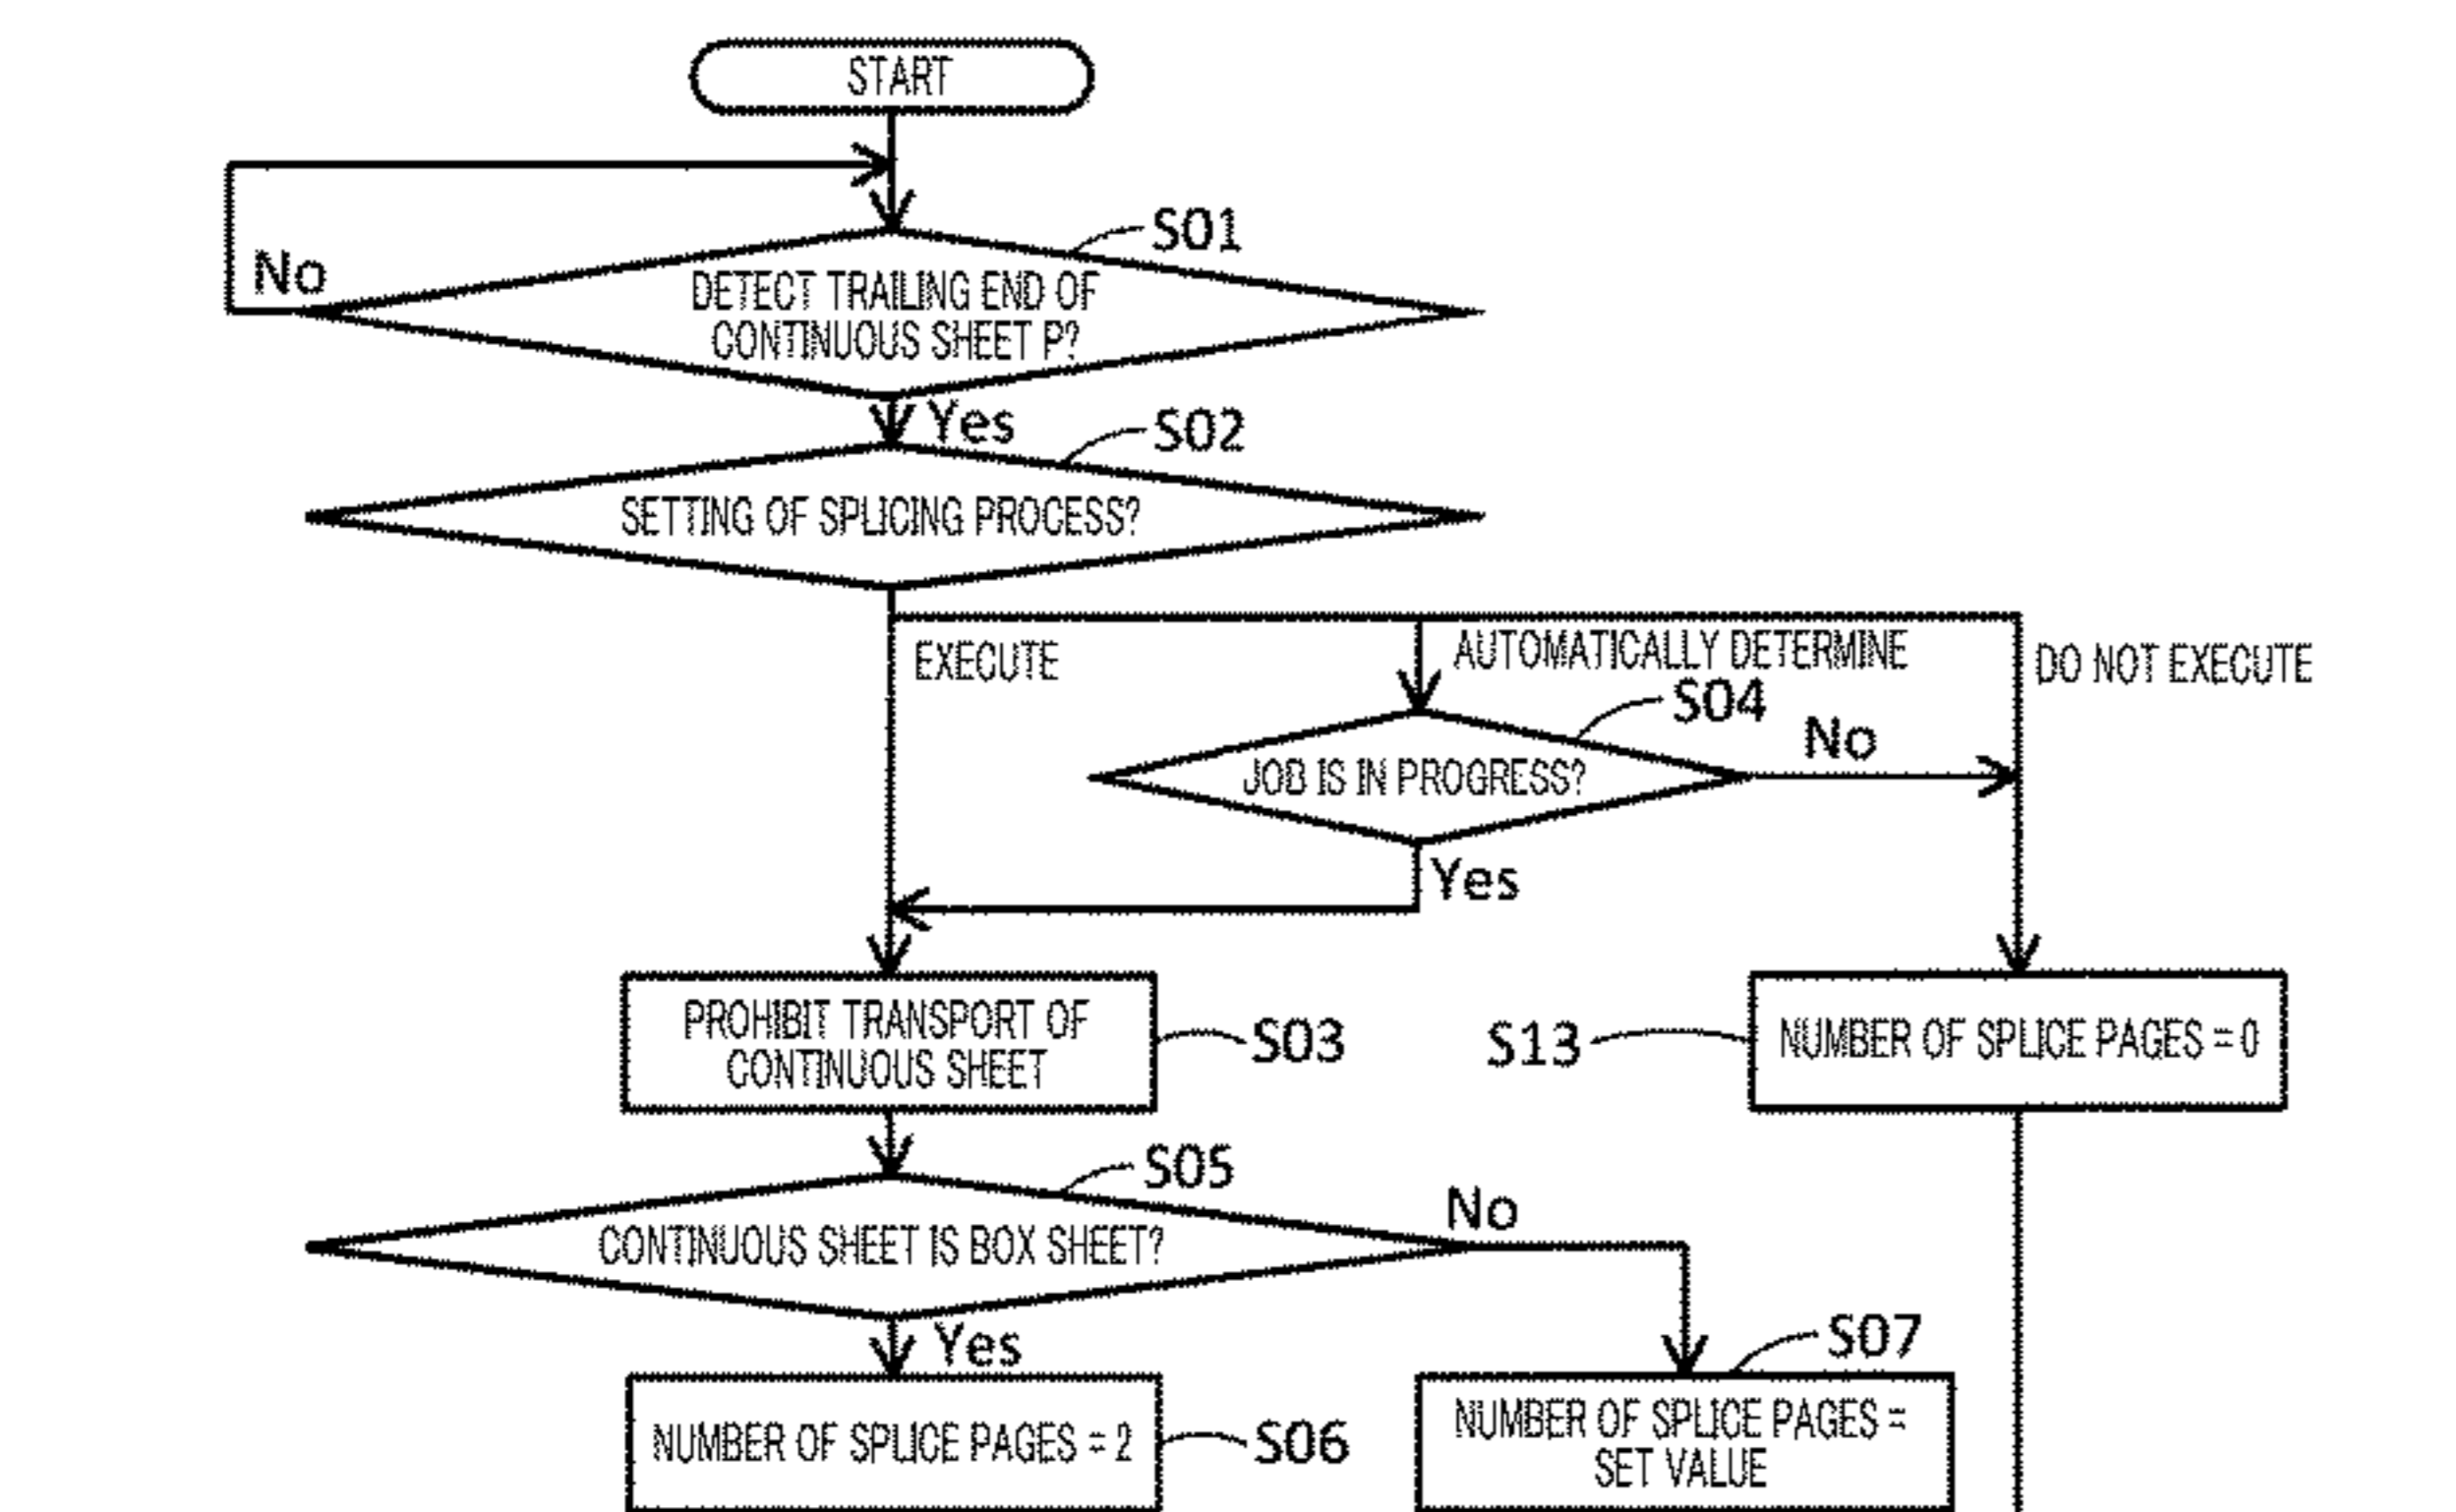 START
S01
No
DETECT TRAILING END OF
CONTINUOUS SHEET P?
Yes
S02
SETTING OF SPLICING PROCESS?
EXECUTE
AUTOMATICALLY DETERMINE
DO NOT EXECUTE
S04
No
JOB IS IN PROGRESS?
Yes
PROHIBIT TRANSPORT OF
CONTINUOUS SHEET
S03
S13
NUMBER OF SPLICE PAGES = 0
S05
No
CONTINUOUS SHEET IS BOX SHEET?
Yes
S07
NUMBER OF SPLICE PAGES = 2
S06
NUMBER OF SPLICE PAGES =
SET VALUE